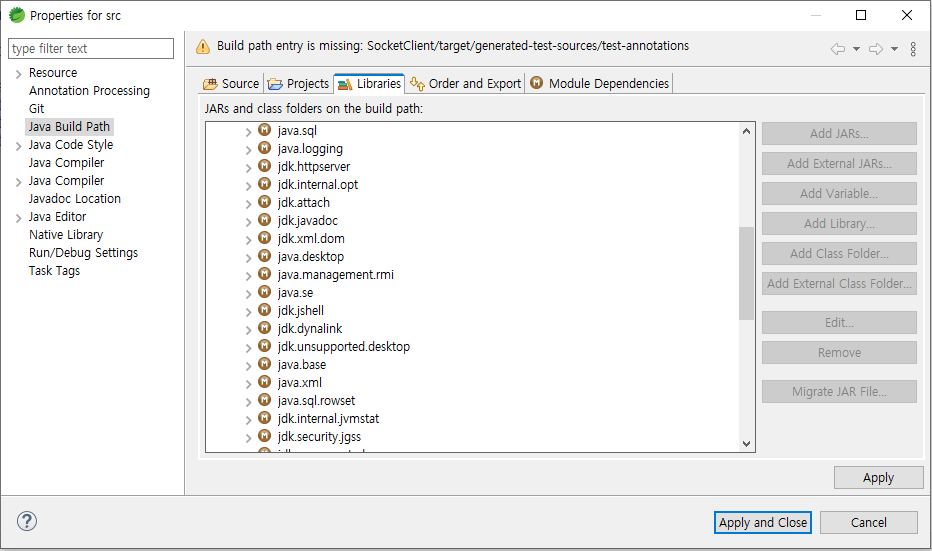 Properties for src
type filter text
Resource
Annotation Processing
Git
Java Build Path
Java Code Style
Java Compiler
Java Compiler
Javadoc Location
Java Editor
Native Library
Run/Debug Settings
Task Tags
Build path entry is missing: SocketClient/target/generated-test-sources/test-annotations
Source Projects Libraries Order and Export Module Dependencies
JARs and class folders on the build path:
java.sql
java.logging
jdk.httpserver
jdk.internal.opt
jdk.attach
jdk.javadoc
jdk.xml.dom
java.desktop
java.management.rmi
java.se
jdk.jshell
jdk.dynalink
jdk.unsupported.desktop
java.base
java.xml
java.sql.rowset
jdk.internal.jvmstat
jdk.security.jgss
Add JARs...
Add External JARs...
Add Variable...
Add Library...
Add Class Folder...
Add External Class Folder...
Edit...
Remove
Migrate JAR File...
Apply
Apply and Close Cancel